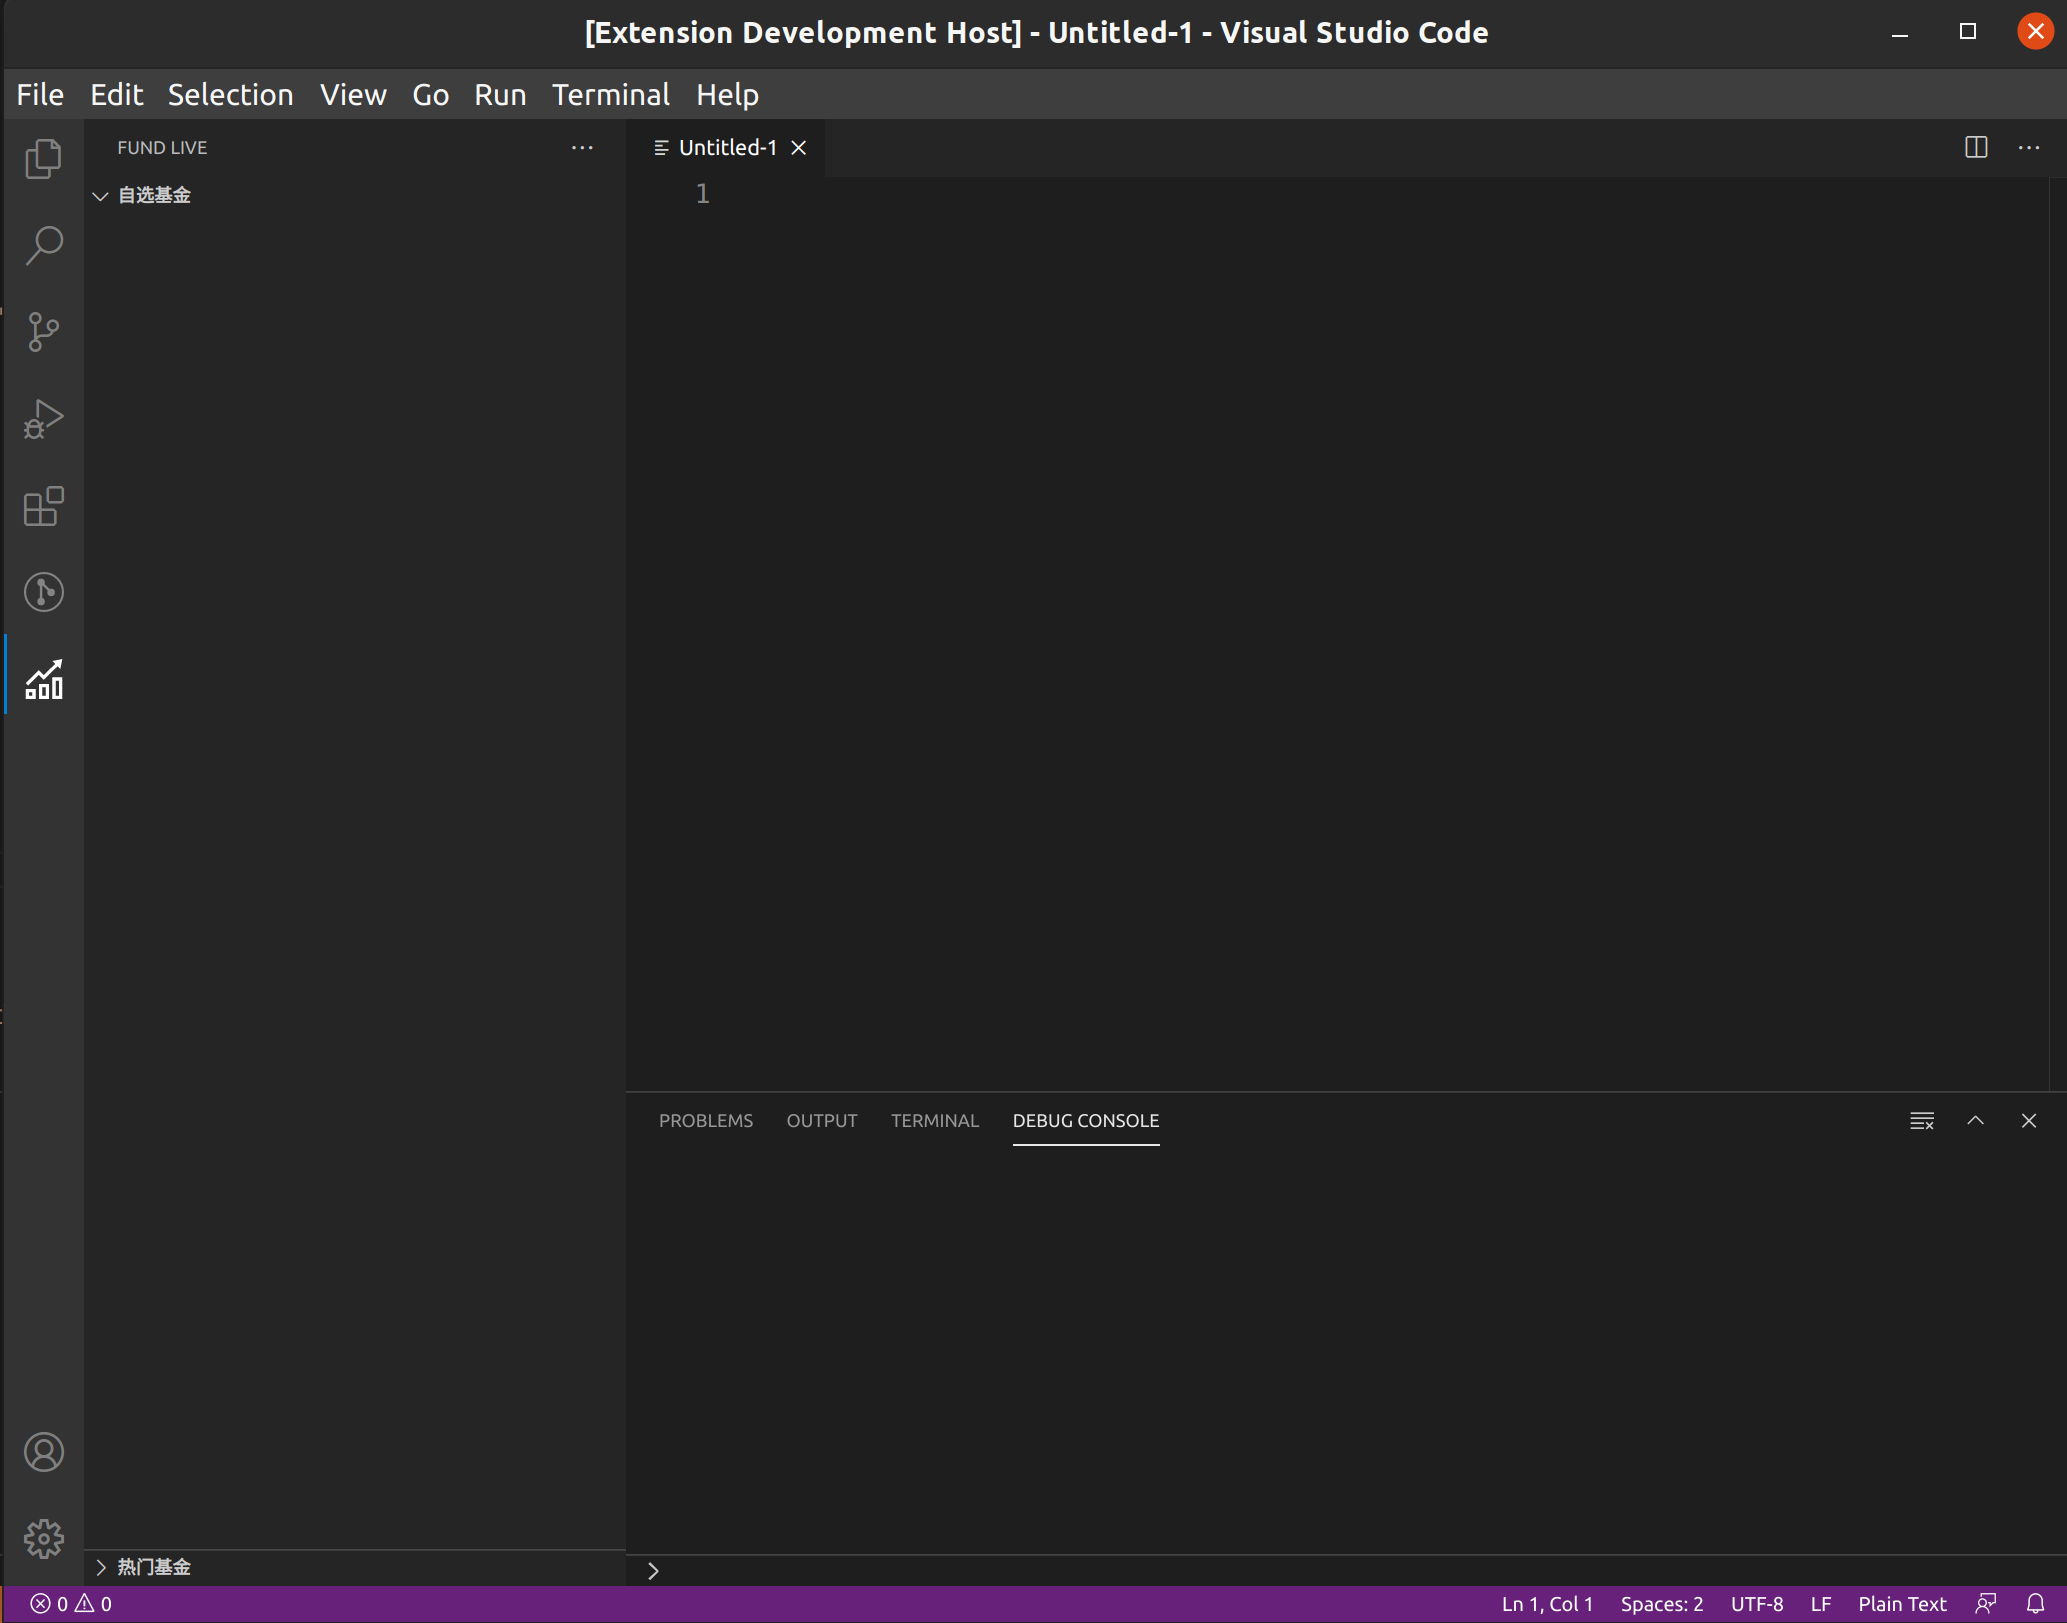 [Extension Development Host] - Untitled-1 - Visual Studio Code
File Edit Selection View Go Run Terminal Help
FUND LIVE
Untitled-1
自选基金
1
PROBLEMS OUTPUT TERMINAL DEBUG CONSOLE
热门基金
0 0 Ln 1, Col 1 Spaces: 2 UTF-8 LF Plain Text